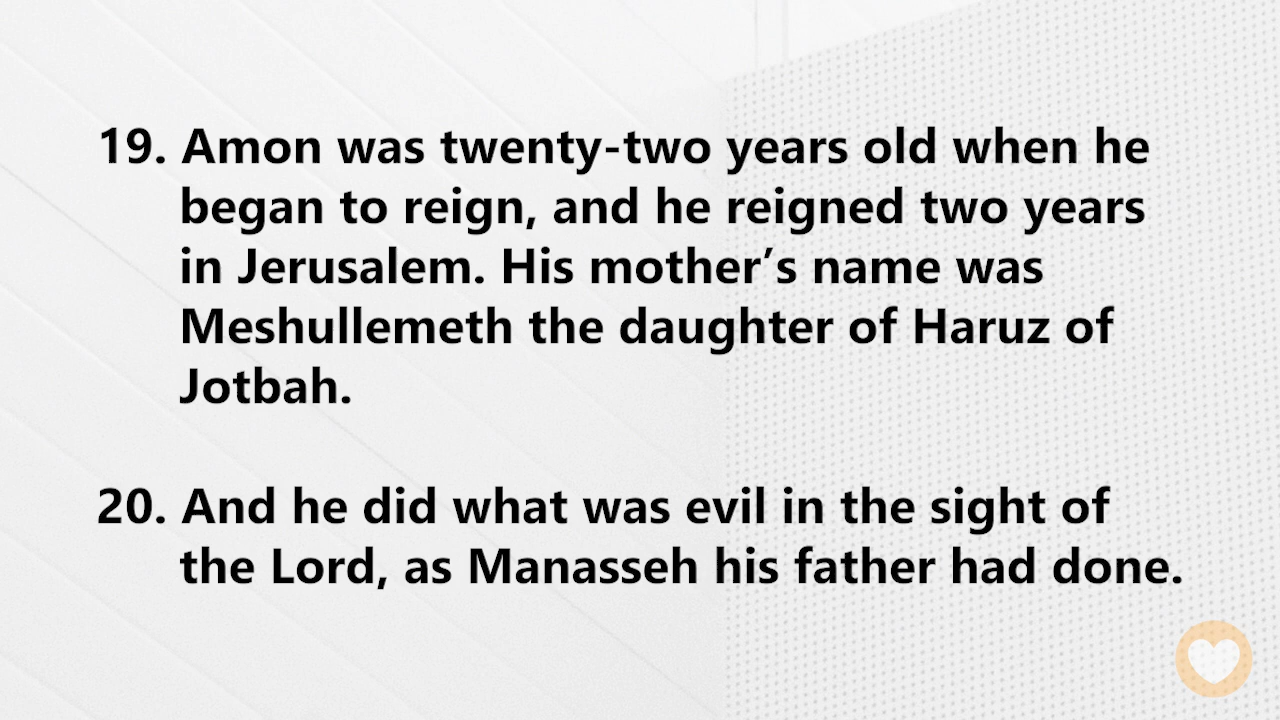 19. Amon was twenty-two years old when he
began to reign, and he reigned two years
in Jerusalem. His mother’s name was
Meshullemeth the daughter of Haruz of
Jotbah.
20. And he did what was evil in the sight of
the Lord, as Manasseh his father had done.